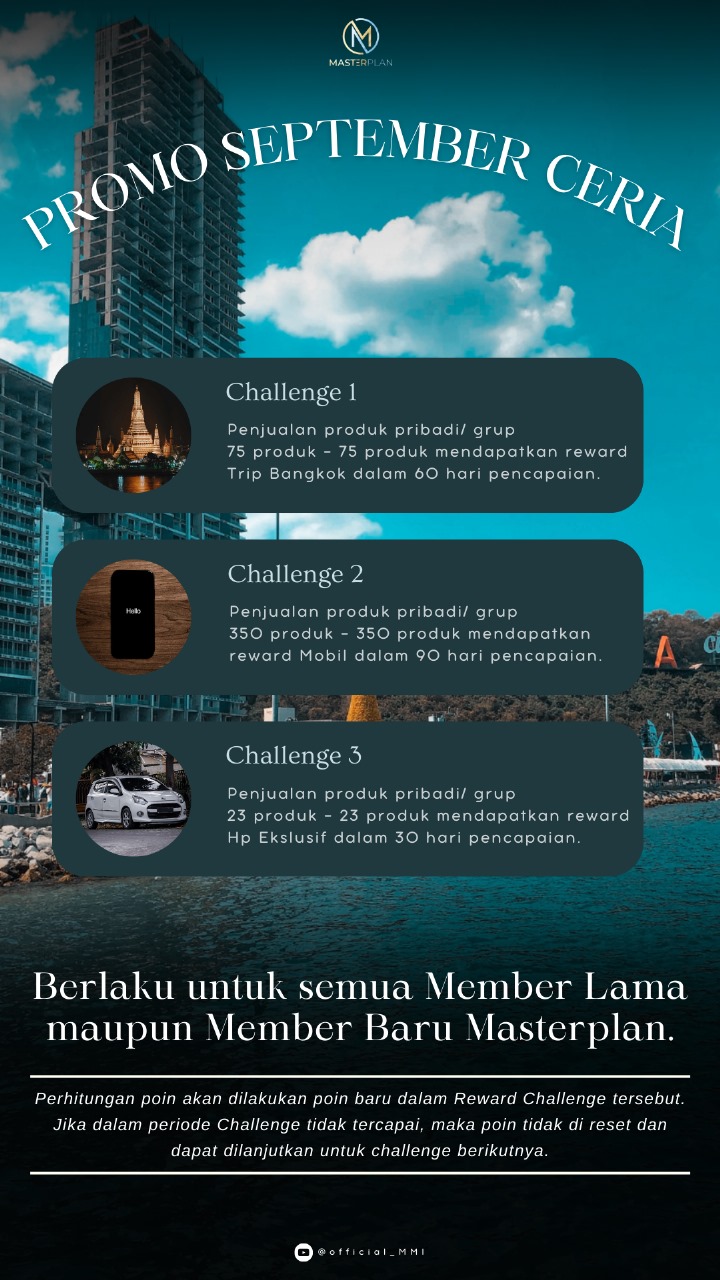 MASTERPLAN
PROMO SEPTEMBER CERIA
Challenge 1
Penjualan produk pribadi/ grup
75 produk - 75 produk mendapatkan reward
Trip Bangkok dalam 60 hari pencapaian.
Challenge 2
Penjualan produk pribadi/ grup
350 produk - 350 produk mendapatkan
reward Mobil dalam 90 hari pencapaian.
Hello
Challenge 3
Penjualan produk pribadi/ grup
23 produk - 23 produk mendapatkan reward
Hp Ekslusif dalam 30 hari pencapaian.
A
Berlaku untuk semua Member Lama
maupun Member Baru Masterplan.
Perhitungan poin akan dilakukan poin baru dalam Reward Challenge tersebut.
Jika dalam periode Challenge tidak tercapai, maka poin tidak di reset dan
dapat dilanjutkan untuk challenge berikutnya.
@official_MMI